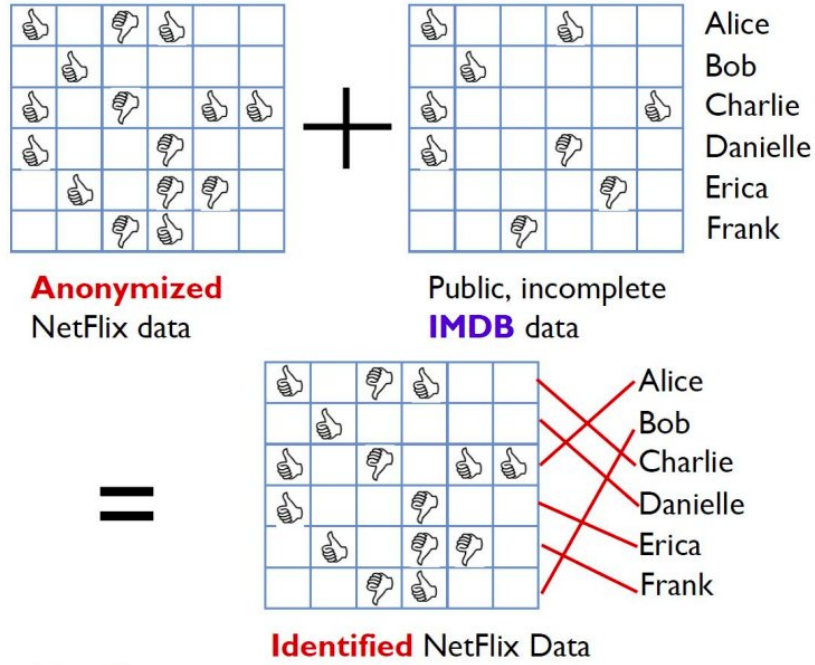 Alice
Bob
Charlie
Danielle
Erica
Frank
Anonymized
NetFlix data
Public, incomplete
IMDB data
Alice
Bob
Charlie
Danielle
Erica
Frank
Identified NetFlix Data